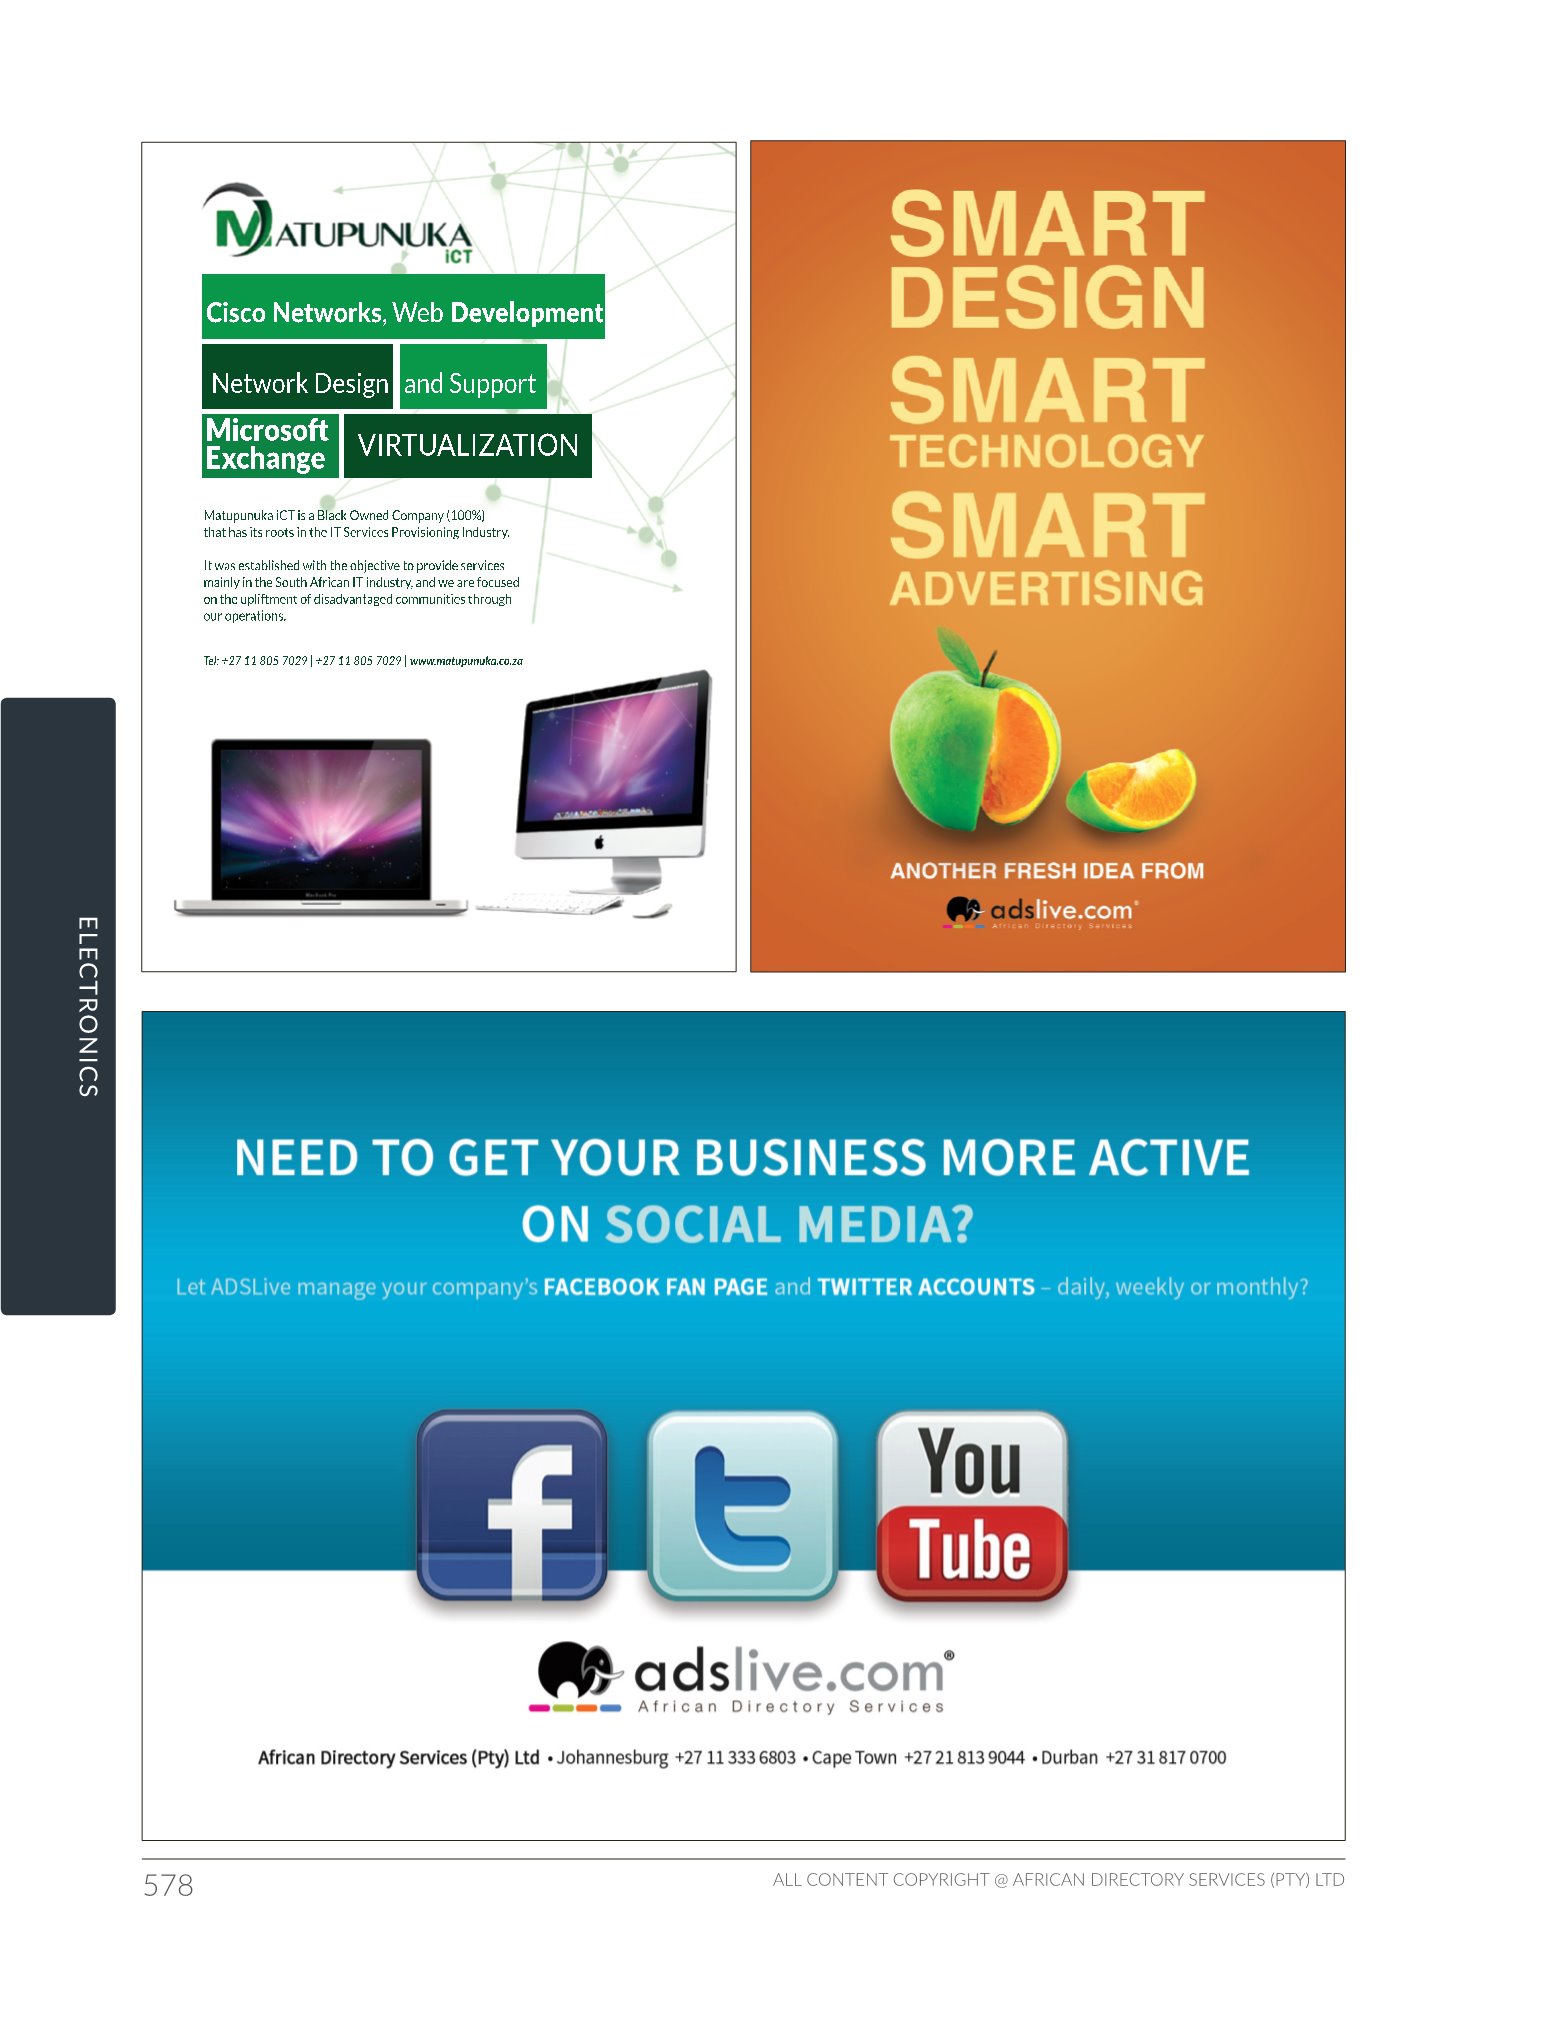 MATUPUNUKA
iCT
Cisco Networks, Web Development
Network Design and Support
Microsoft
Exchange
VIRTUALIZATION
Matupunuka iCT is a Black Owned Company (100%)
that has its roots in the IT Services Provisioning Industry.
It was established with the objective to provide services
mainly in the South African IT industry, and we are focused
on the upliftment of disadvantaged communities through
our operations.
Tel: +27 11 805 7029 | +27 11 805 7029 | www.matupunuka.co.za
MacBook Pro
SMART
DESIGN
SMART
TECHNOLOGY
SMART
ADVERTISING
ANOTHER FRESH IDEA FROM
adslive.com®
African Directory Services
ELECTRONICS
NEED TO GET YOUR BUSINESS MORE ACTIVE
ON SOCIAL MEDIA?
Let ADSLive manage your company's FACEBOOK FAN PAGE and TWITTER ACCOUNTS – daily, weekly or monthly?
f
t
You
Tube
adslive.com®
African Directory Services
African Directory Services (Pty) Ltd • Johannesburg +27 11 333 6803 • Cape Town +27 21 813 9044 • Durban +27 31 817 0700
578
ALL CONTENT COPYRIGHT @ AFRICAN DIRECTORY SERVICES (PTY) LTD